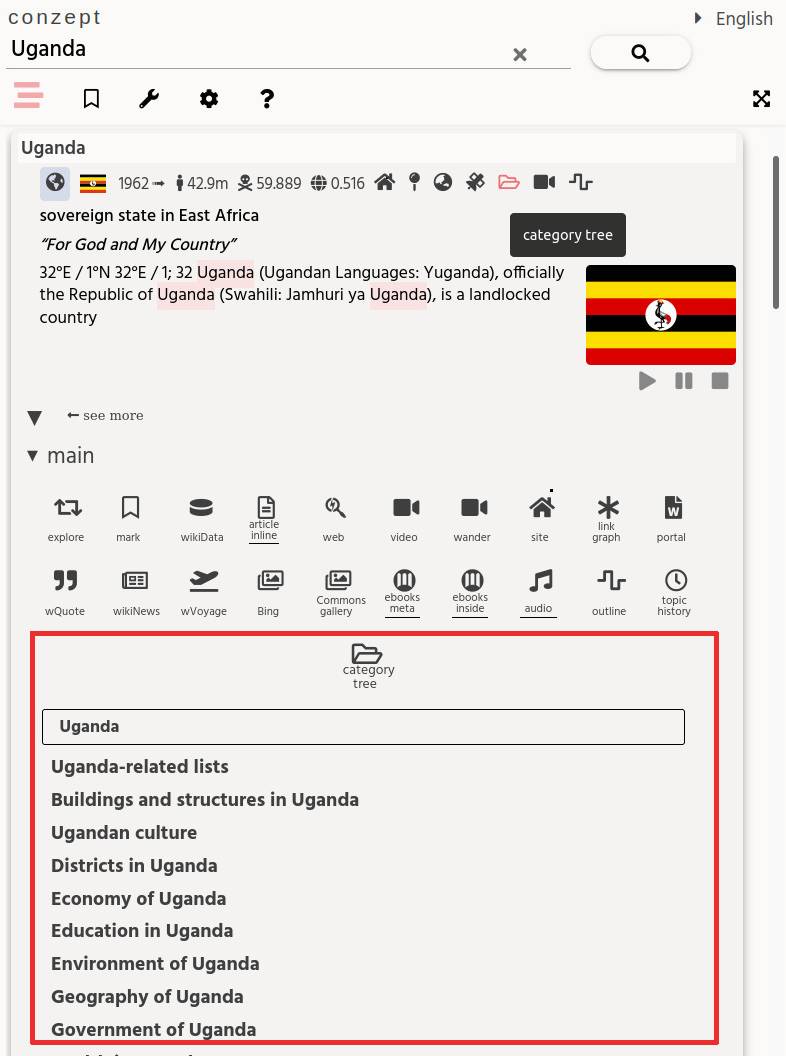 conzept
English
Uganda
Uganda
1962 42.9m 59.889 0.516
sovereign state in East Africa
“For God and My Country”
category tree
32°E / 1°N 32°E / 1; 32 Uganda (Ugandan Languages: Yuganda), officially
the Republic of Uganda (Swahili: Jamhuri ya Uganda), is a landlocked
country
see more
main
explore mark wikiData article inline web video wander site link graph portal
wQuote wikiNews wVoyage Bing Commons gallery ebooks meta ebooks inside audio outline topic history
category
tree
Uganda
Uganda-related lists
Buildings and structures in Uganda
Ugandan culture
Districts in Uganda
Economy of Uganda
Education in Uganda
Environment of Uganda
Geography of Uganda
Government of Uganda